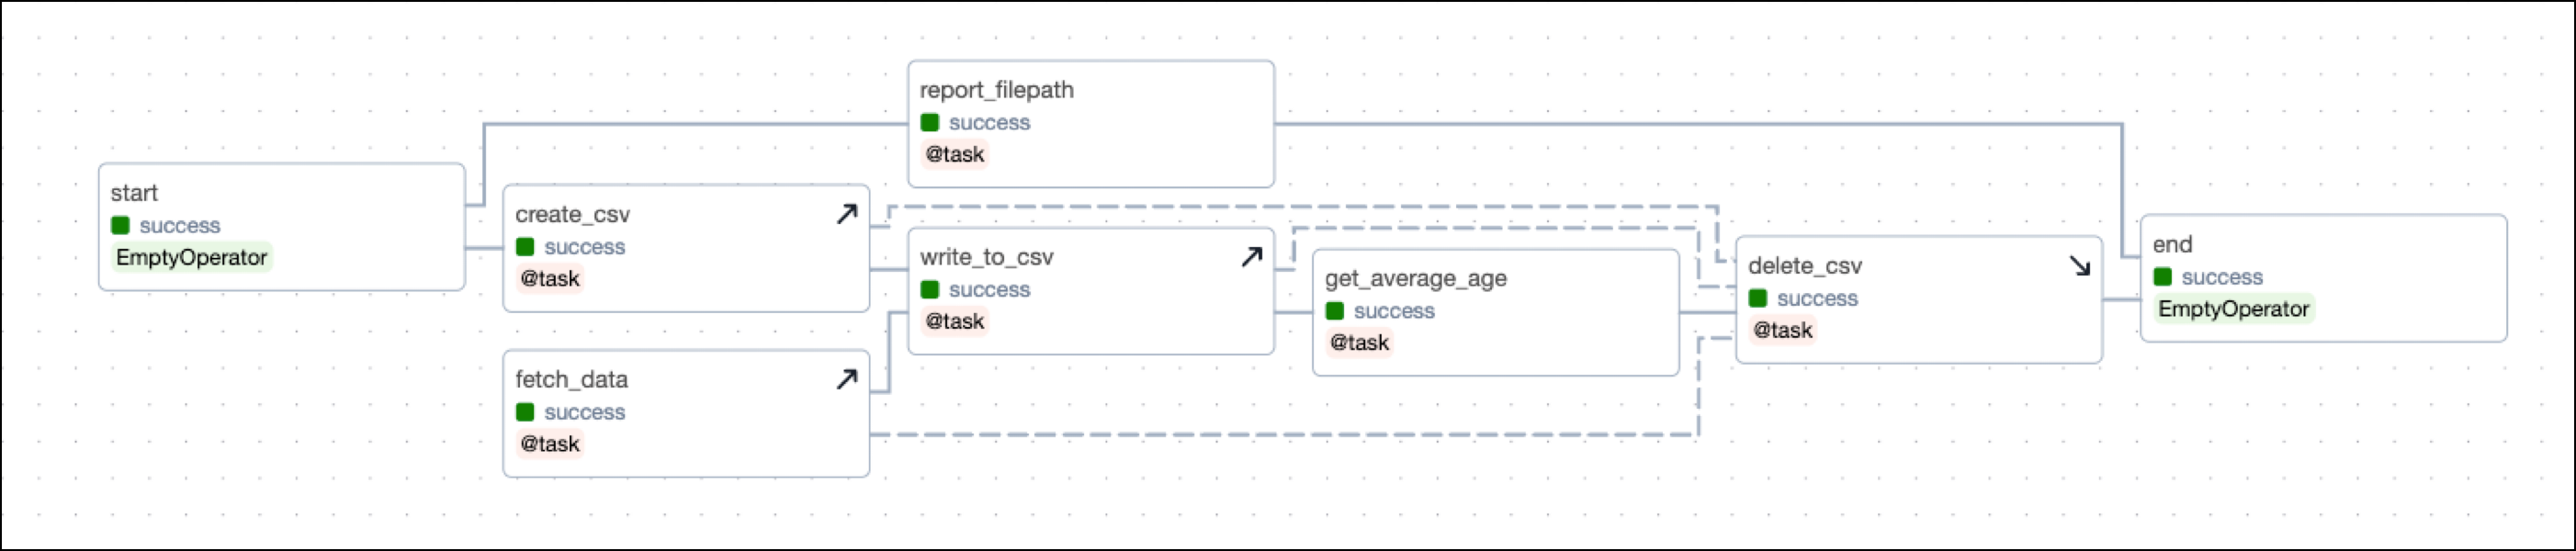 start
success
EmptyOperator
create_csv
success
@task
fetch_data
success
@task
report_filepath
success
@task
write_to_csv
success
@task
get_average_age
success
@task
delete_csv
success
@task
end
success
EmptyOperator